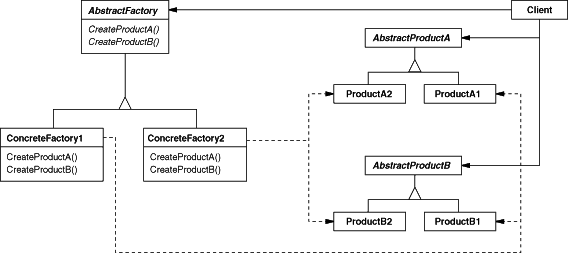 AbstractFactory
Client
CreateProductA()
CreateProductB()
AbstractProductA
ProductA2
ProductA1
ConcreteFactory1
ConcreteFactory2
CreateProductA()
CreateProductA()
CreateProductB()
CreateProductB()
AbstractProductB
ProductB2
ProductB1